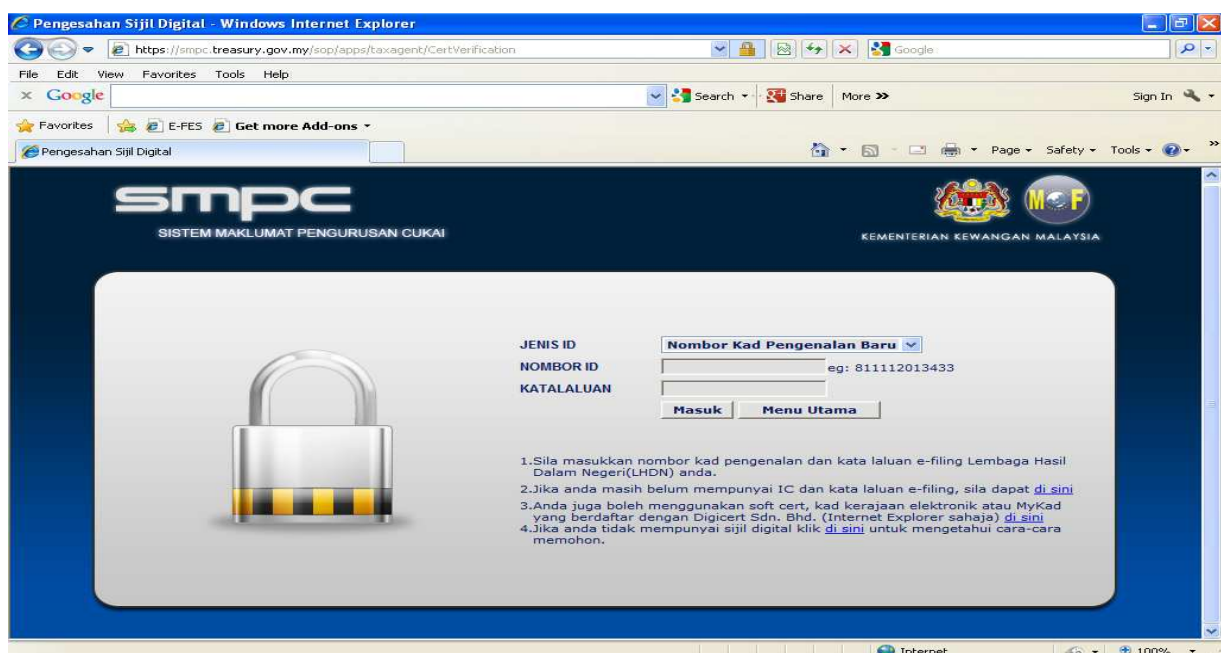 Pengesahan Sijil Digital - Windows Internet Explorer
https://smpc.treasury.gov.my/sop/apps/taxagent/CertVerification
Google
File Edit View Favorites Tools Help
x Google Search Share More >> Sign In
Favorites E-FES Get more Add-ons
Pengesahan Sijil Digital Page Safety Tools >>
smpc
SISTEM MAKLUMAT PENGURUSAN CUKAI
M F
KEMENTERIAN KEWANGAN MALAYSIA
JENIS ID Nombor Kad Pengenalan Baru
NOMBOR ID eg: 811112013433
KATALALUAN
Masuk Menu Utama
1.Sila masukkan nombor kad pengenalan dan kata laluan e-filing Lembaga Hasil
Dalam Negeri(LHDN) anda.
2.Jika anda masih belum mempunyai IC dan kata laluan e-filing, sila dapat di sini
3.Anda juga boleh menggunakan soft cert, kad kerajaan elektronik atau MyKad
yang berdaftar dengan Digicert Sdn. Bhd. (Internet Explorer sahaja) di sini
4.Jika anda tidak mempunyai sijil digital klik di sini untuk mengetahui cara-cara
memohon.
Internet 100%